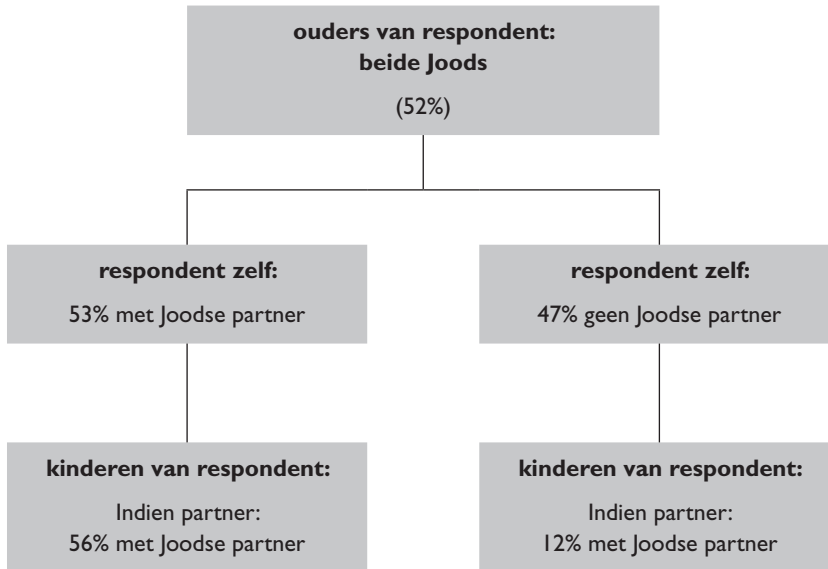 ouders van respondent:
beide Joods
(52%)
respondent zelf:
53% met Joodse partner
respondent zelf:
47% geen Joodse partner
kinderen van respondent:
Indien partner:
56% met Joodse partner
kinderen van respondent:
Indien partner:
12% met Joodse partner